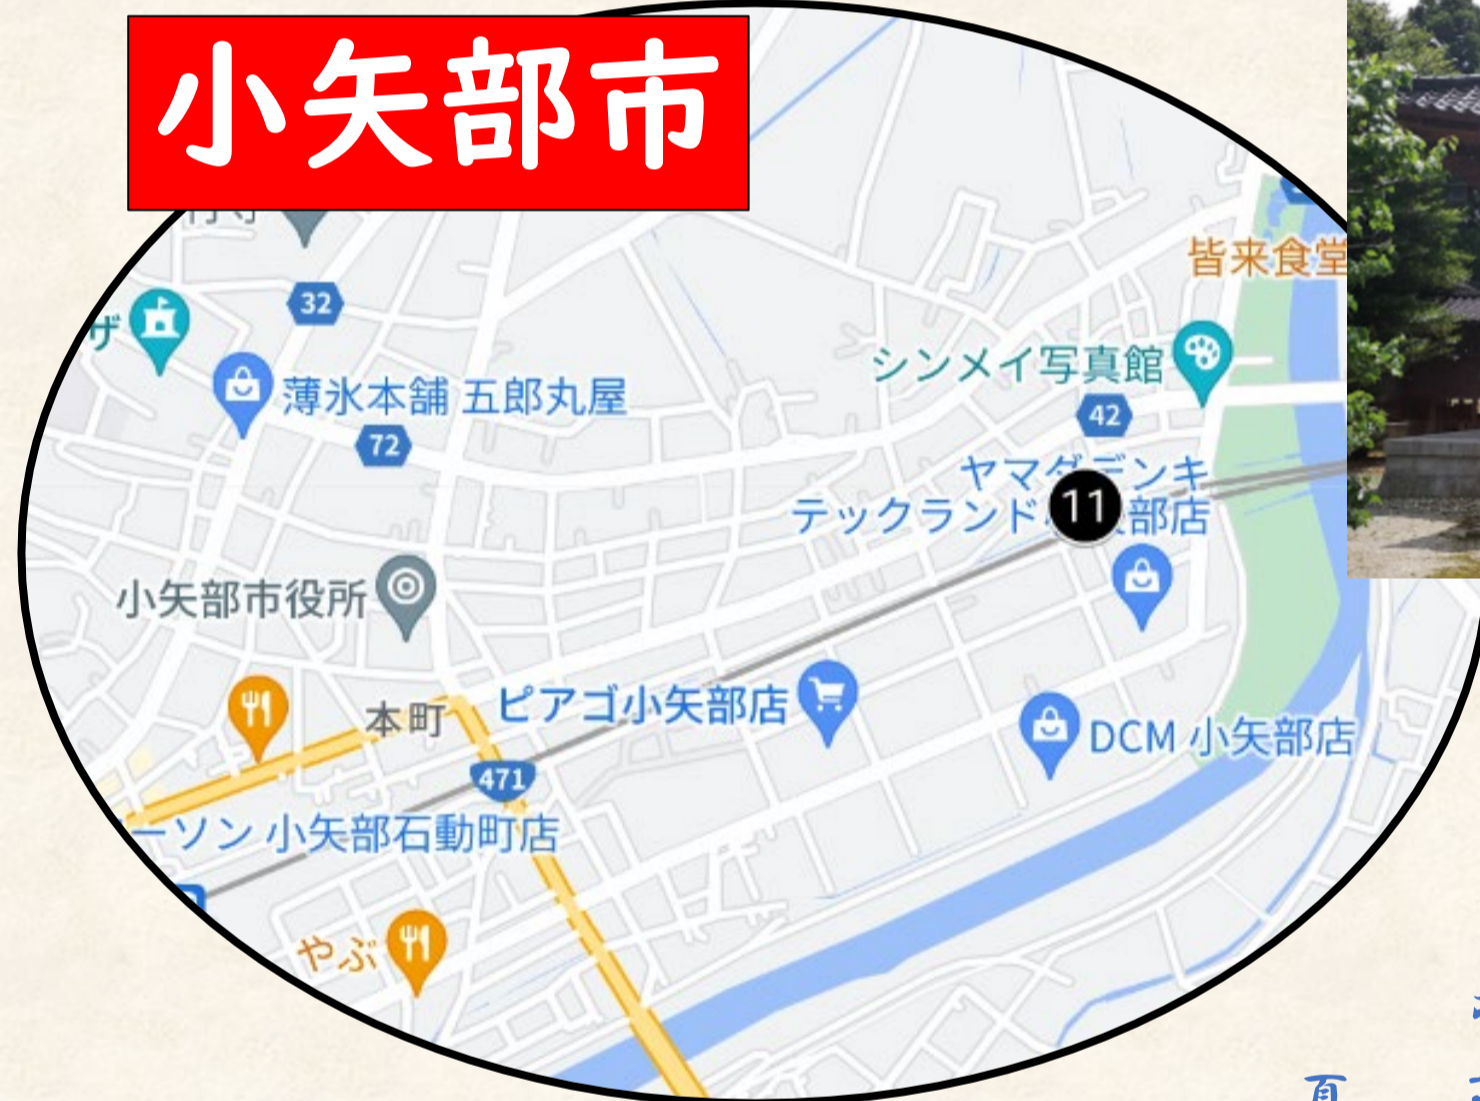 小矢部市
32
皆来食堂
ザ
シンメイ写真館
薄氷本舗 五郎丸屋
42
72
ヤマダデンキ
テックランド
部店
11
小矢部市役所
本町
ピアゴ小矢部店
DCM 小矢部店
471
ーソン 小矢部石動町店
やぶ